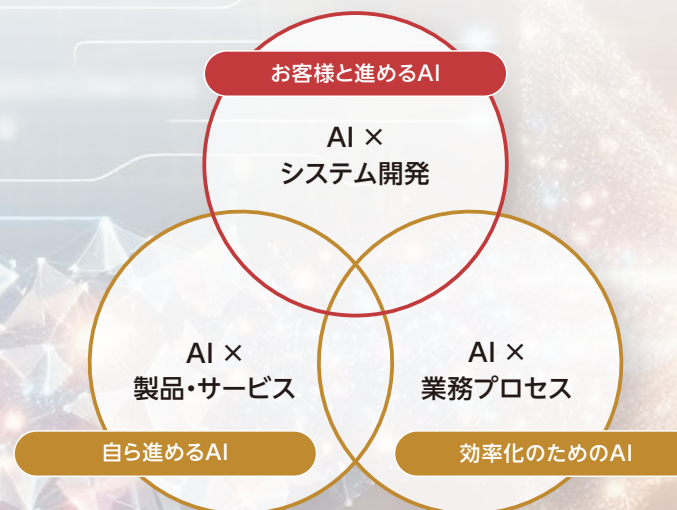 お客様と進めるAI
AI ×
システム開発
AI ×
製品・サービス
AI ×
業務プロセス
自ら進めるAI
効率化のためのAI